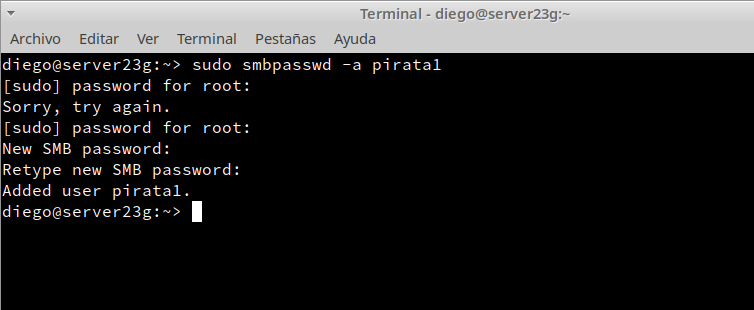 Terminal - diego@server23g:~
Archivo Editar Ver Terminal Pestañas Ayuda
diego@server23g:~> sudo smbpasswd -a pirata1
[sudo] password for root:
Sorry, try again.
[sudo] password for root:
New SMB password:
Retype new SMB password:
Added user pirata1.
diego@server23g:~>